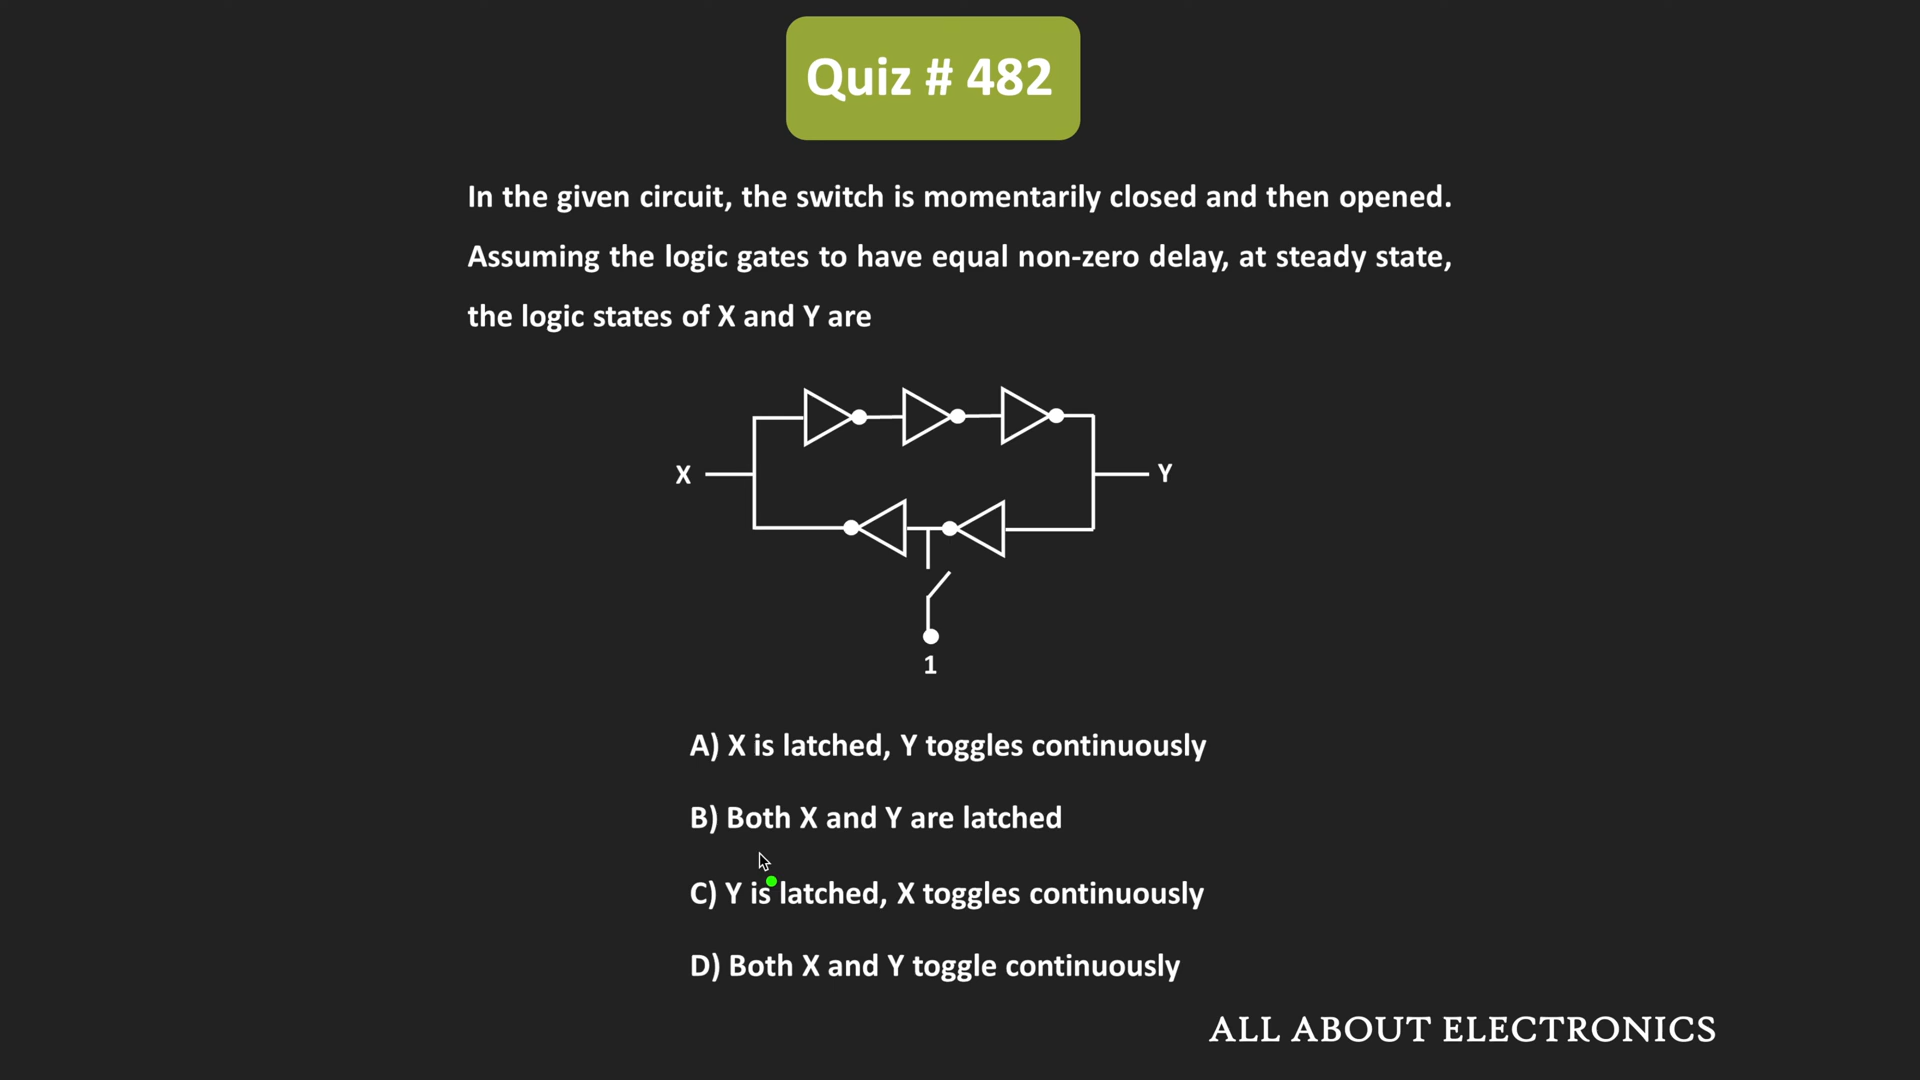 Quiz # 482
In the given circuit, the switch is momentarily closed and then opened.
Assuming the logic gates to have equal non-zero delay, at steady state,
the logic states of X and Y are
X
Y
1
A) X is latched, Y toggles continuously
B) Both X and Y are latched
C) Y is latched, X toggles continuously
D) Both X and Y toggle continuously
ALL ABOUT ELECTRONICS